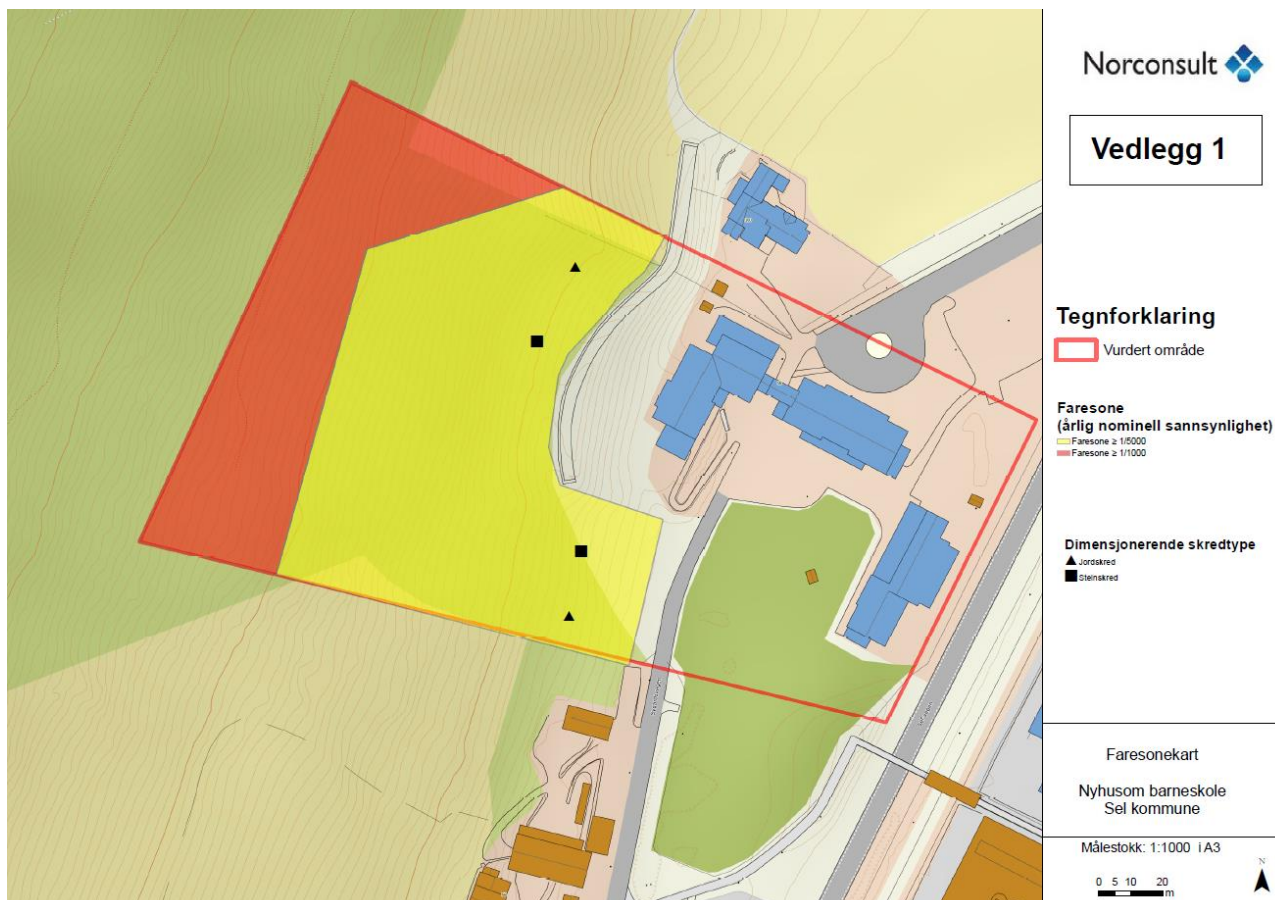 Norconsult
Vedlegg 1
Tegnforklaring
Vurdert område
Faresone
(årlig nominell sannsynlighet)
Faresone ≥ 1/5000
Faresone ≥ 1/1000
Dimensjonerende skredtype
Jordskred
Steinskred
Faresonekart
Nyhusom barneskole
Sel kommune
Målestokk: 1:1000 i A3
N
0 5 10 20
m